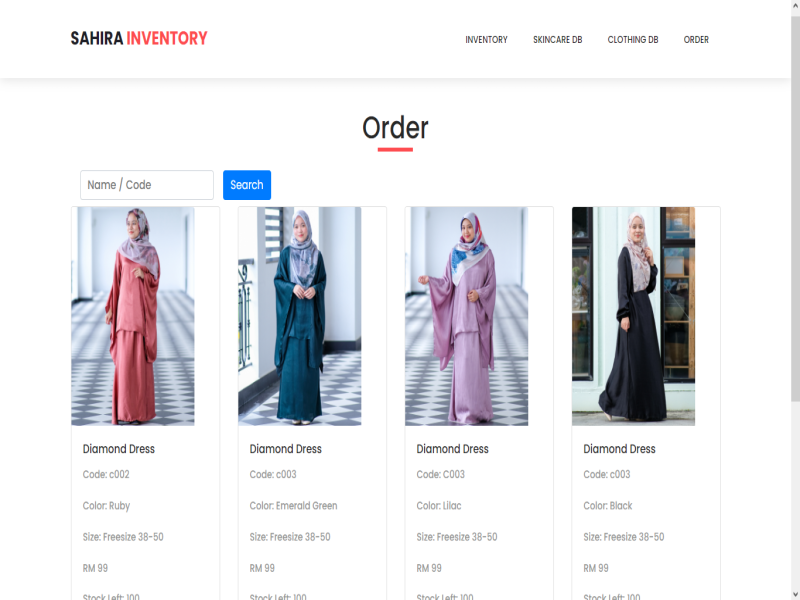 SAHIRA INVENTORY
INVENTORY SKINCARE DB CLOTHING DB ORDER
Order
Name / Code Search
Diamond Dress Diamond Dress Diamond Dress Diamond Dress
Code: c002 Code: c003 Code: C003 Code: c003
Color: Ruby Color: Emerald Green Color: Lilac Color: Black
Size: Freesize 38-50 Size: Freesize 38-50 Size: Freesize 38-50 Size: Freesize 38-50
RM 99 RM 99 RM 99 RM 99
Stock Left: 100 Stock Left: 100 Stock Left: 100 Stock Left: 100